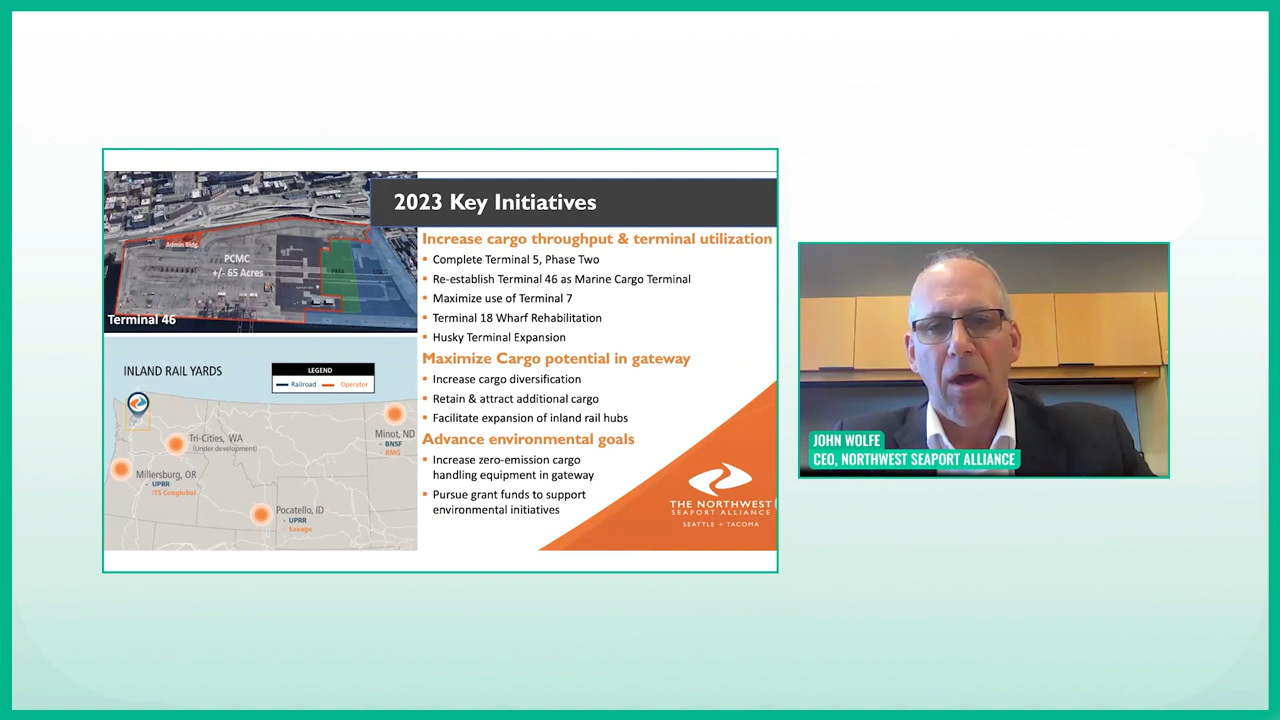 2023 Key Initiatives
Admin Bldg.
PCMC
+/- 65 Acres
PMA
USCG
Terminal 46
INLAND RAIL YARDS
LEGEND
Railroad
Operator
Tri-Cities, WA
(Under development)
Minot, ND
- BNSF
- RMG
Millersburg, OR
- UPRR
- ITS Conglobal
Pocatello, ID
- UPRR
- Savage
Increase cargo throughput & terminal utilization
Complete Terminal 5, Phase Two
Re-establish Terminal 46 as Marine Cargo Terminal
Maximize use of Terminal 7
Terminal 18 Wharf Rehabilitation
Husky Terminal Expansion
Maximize Cargo potential in gateway
Increase cargo diversification
Retain & attract additional cargo
Facilitate expansion of inland rail hubs
Advance environmental goals
Increase zero-emission cargo
handling equipment in gateway
Pursue grant funds to support
environmental initiatives
THE NORTHWEST
SEAPORT ALLIANCE
SEATTLE + TACOMA
JOHN WOLFE
CEO, NORTHWEST SEAPORT ALLIANCE